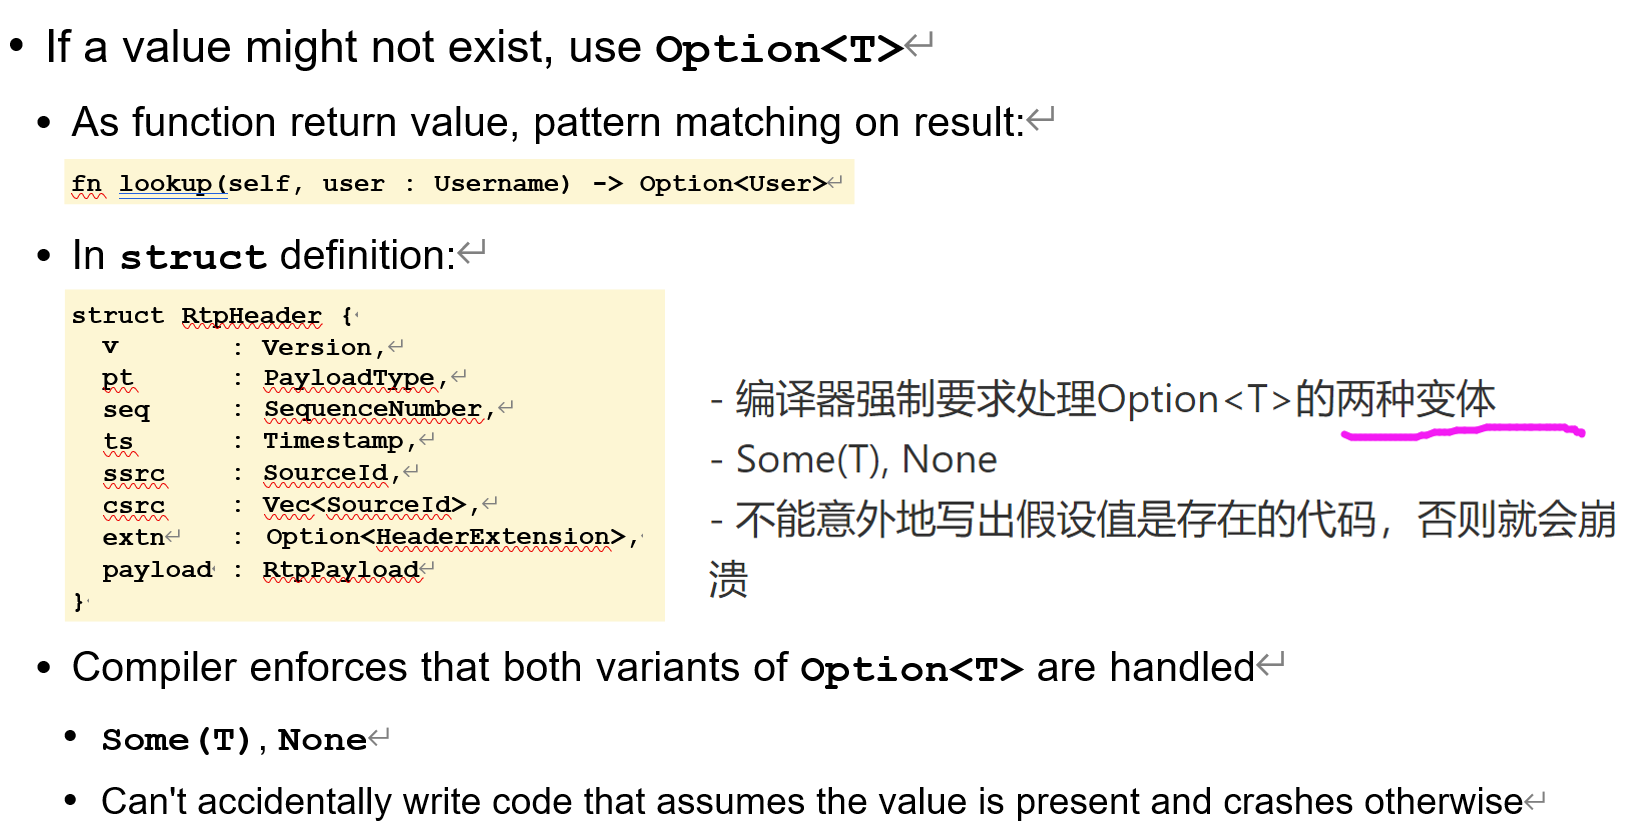 • If a value might not exist, use Option<T>↵
• As function return value, pattern matching on result:↵
fn lookup(self, user : Username) -> Option<User>↵
• In struct definition:↵
struct RtpHeader {
v : Version,↵
pt : PayloadType,↵
seq : SequenceNumber,↵
ts : Timestamp,↵
ssrc : SourceId,↵
csrc : Vec<SourceId>,↵
extn↵ : Option<HeaderExtension>,
payload : RtpPayload↵
}
- 编译器强制要求处理Option<T>的两种变体
- Some(T), None
- 不能意外地写出假设值是存在的代码，否则就会崩
溃
• Compiler enforces that both variants of Option<T> are handled↵
• Some(T), None↵
• Can't accidentally write code that assumes the value is present and crashes otherwise↵